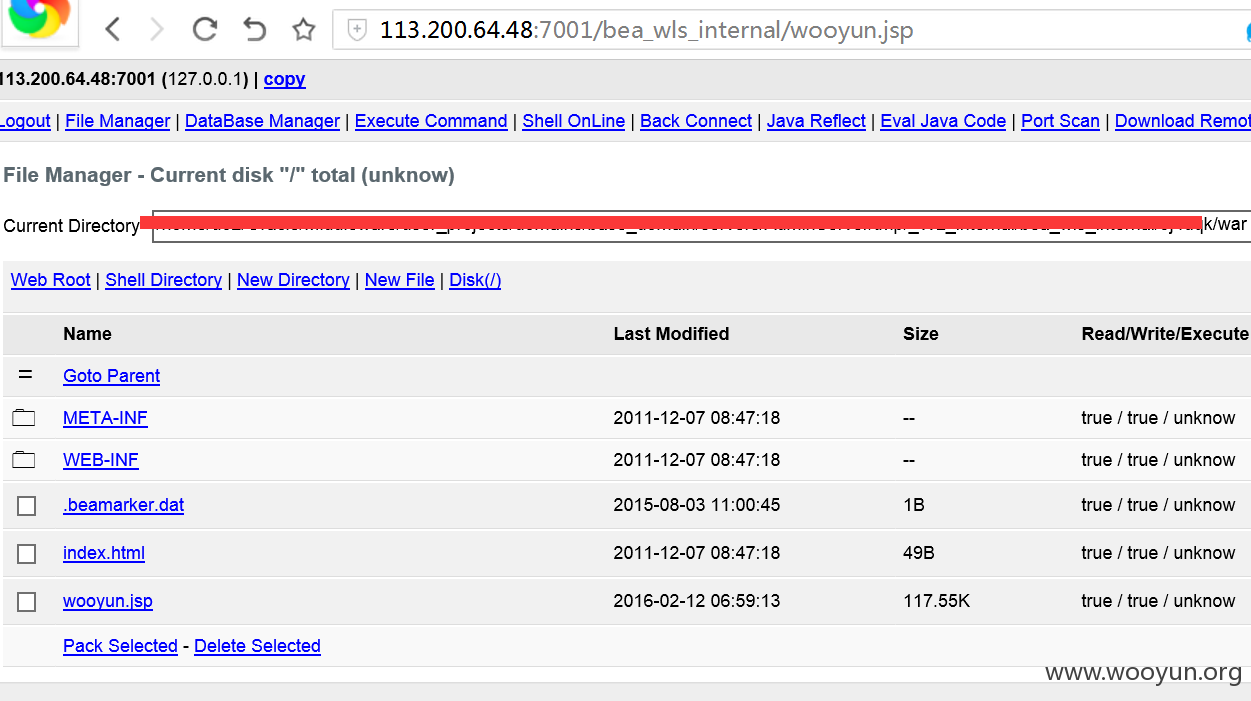 113.200.64.48:7001/bea_wls_internal/wooyun.jsp
113.200.64.48:7001 (127.0.0.1) | copy
Logout | File Manager | DataBase Manager | Execute Command | Shell OnLine | Back Connect | Java Reflect | Eval Java Code | Port Scan | Download Remot
File Manager - Current disk "/" total (unknow)
Current Directory k/war
Web Root | Shell Directory | New Directory | New File | Disk(/)
Name Last Modified Size Read/Write/Execute
= Goto Parent
META-INF 2011-12-07 08:47:18 -- true / true / unknow
WEB-INF 2011-12-07 08:47:18 -- true / true / unknow
.beamarker.dat 2015-08-03 11:00:45 1B true / true / unknow
index.html 2011-12-07 08:47:18 49B true / true / unknow
wooyun.jsp 2016-02-12 06:59:13 117.55K true / true / unknow
Pack Selected - Delete Selected
www.wooyun.org